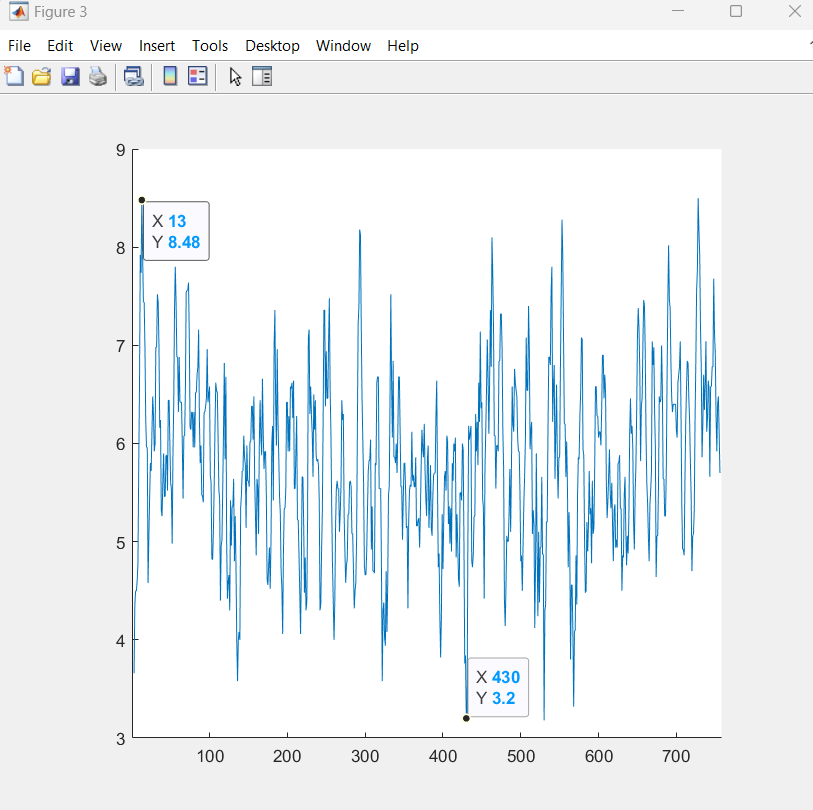 Figure 3
File Edit View Insert Tools Desktop Window Help
9
X 13
Y 8.48
8
7
6
5
4
X 430
Y 3.2
3
100 200 300 400 500 600 700